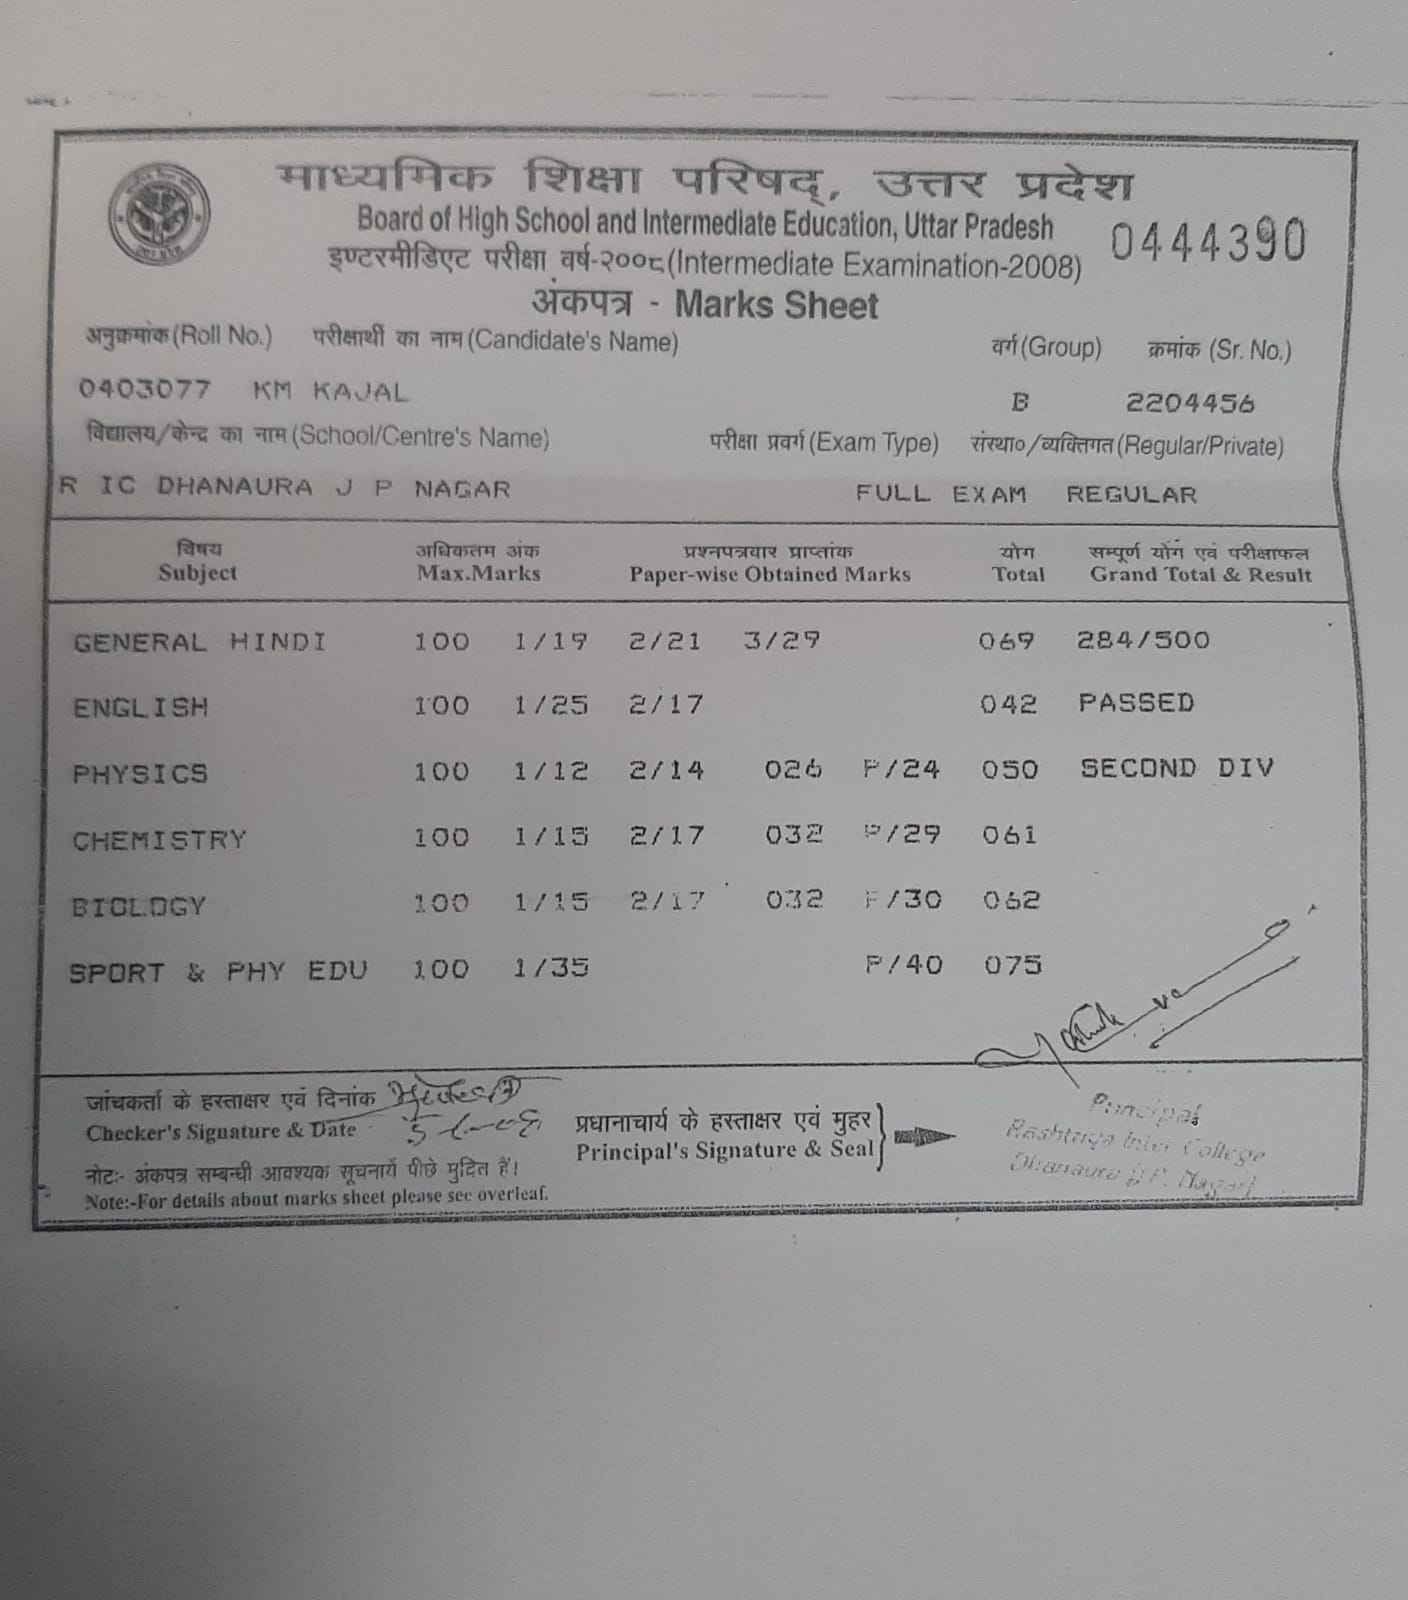 माध्यमिक शिक्षा परिषद्, उत्तर प्रदेश
Board of High School and Intermediate Education, Uttar Pradesh
0444390
इण्टरमीडिएट परीक्षा वर्ष-२००८(Intermediate Examination-2008)
अंकपत्र - Marks Sheet
अनुक्रमांक(Roll No.) परीक्षार्थी का नाम(Candidate's Name) वर्ग(Group) क्रमांक (Sr. No.)
0403077 KM KAJAL B 2204456
विद्यालय/केन्द्र का नाम(School/Centre's Name) परीक्षा प्रवर्ग(Exam Type) संस्था०/व्यक्तिगत(Regular/Private)
R IC DHANAURA J P NAGAR FULL EXAM REGULAR
विषय अधिकतम अंक प्रश्नपत्रवार प्राप्तांक योग सम्पूर्ण योग एवं परीक्षाफल
Subject Max.Marks Paper-wise Obtained Marks Total Grand Total & Result
GENERAL HINDI 100 1/19 2/21 3/29 069 284/500
ENGLISH 100 1/25 2/17 042 PASSED
PHYSICS 100 1/12 2/14 026 P/24 050 SECOND DIV
CHEMISTRY 100 1/15 2/17 032 P/29 061
BIOLOGY 100 1/15 2/17 032 P/30 062
SPORT & PHY EDU 100 1/35 P/40 075
जांचकर्ता के हस्ताक्षर एवं दिनांक
Checker's Signature & Date
प्रधानाचार्य के हस्ताक्षर एवं मुहर
Principal's Signature & Seal
Principal
Rashtriya Inter College
Dhanaura (J.P. Nagar)
नोटः- अंकपत्र सम्बन्धी आवश्यक सूचनायें पीछे मुद्रित हैं।
Note:-For details about marks sheet please see overleaf.